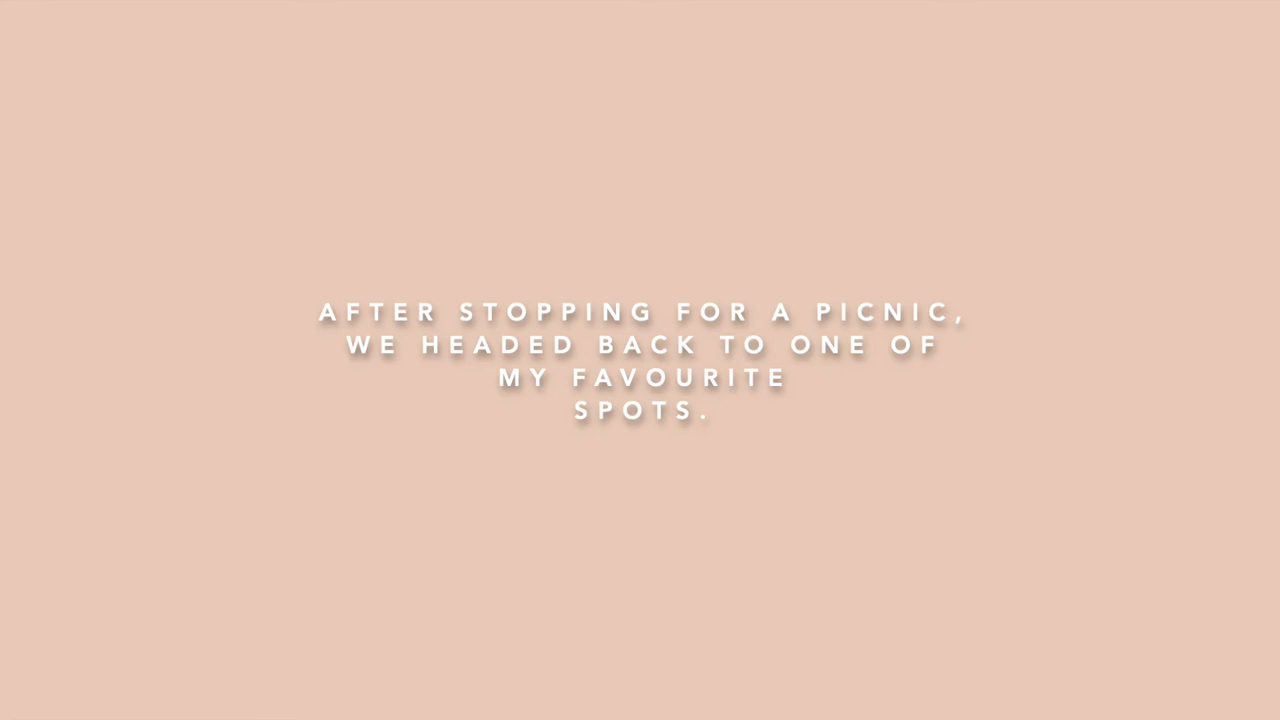 AFTER STOPPING FOR A PICNIC,
WE HEADED BACK TO ONE OF
MY FAVOURITE
SPOTS.